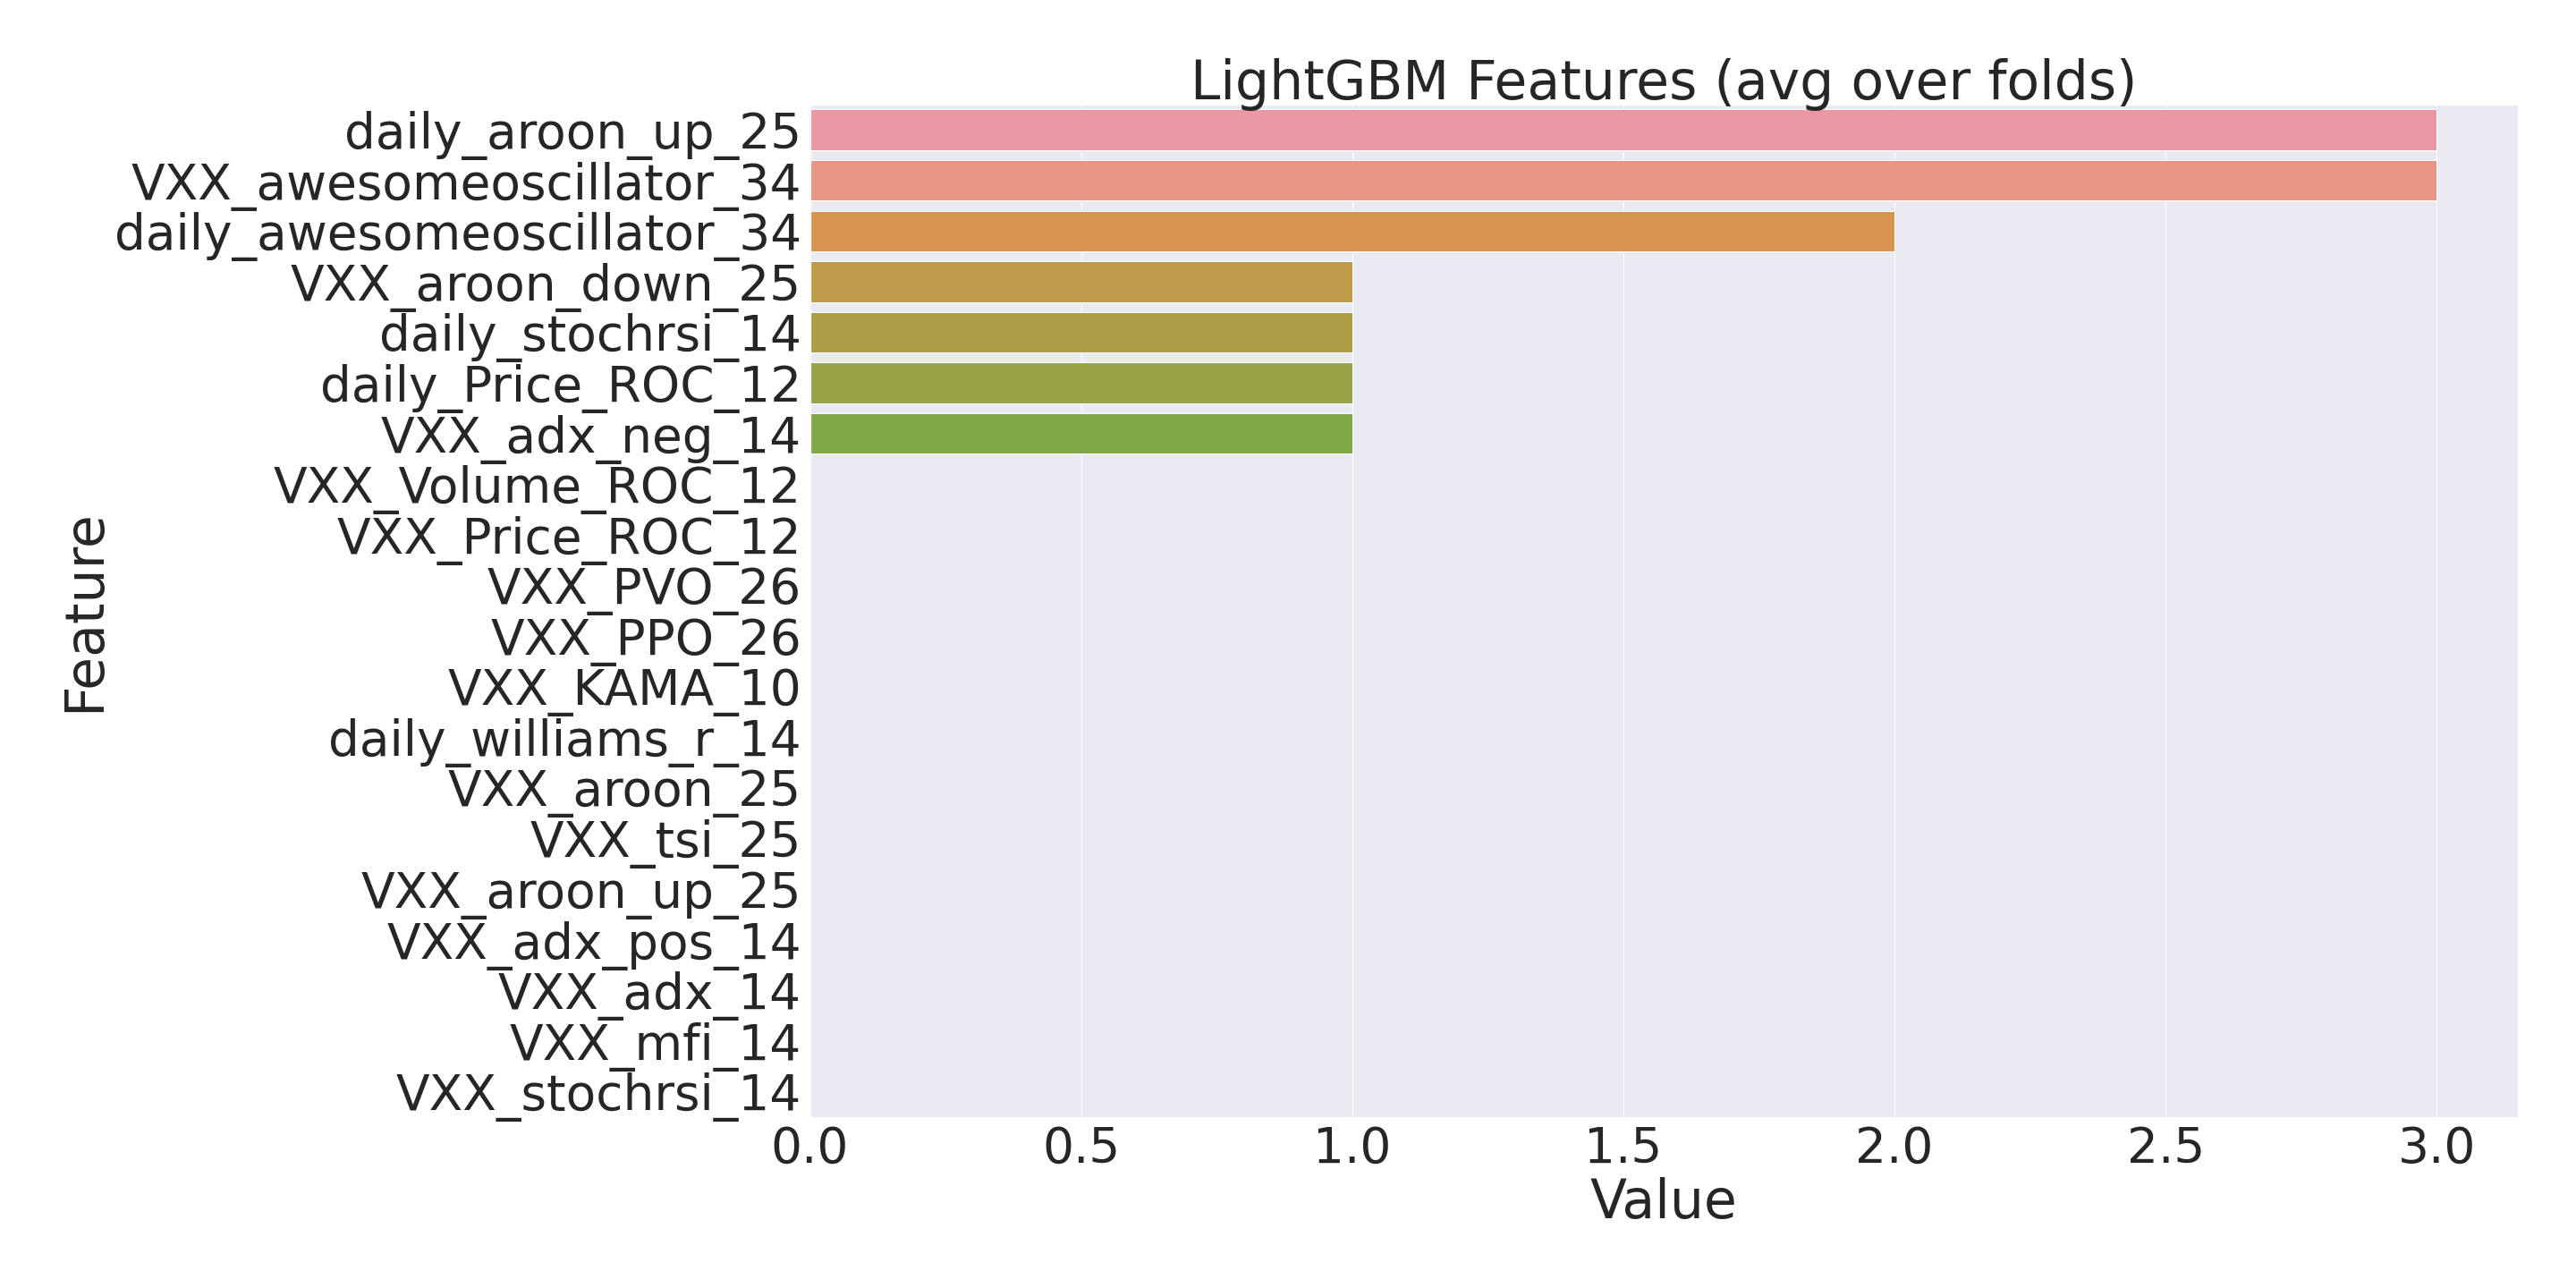 LightGBM Features (avg over folds)
daily_aroon_up_25
VXX_awesomeoscillator_34
daily_awesomeoscillator_34
VXX_aroon_down_25
daily_stochrsi_14
daily_Price_ROC_12
VXX_adx_neg_14
VXX_Volume_ROC_12
VXX_Price_ROC_12
VXX_PVO_26
VXX_PPO_26
VXX_KAMA_10
daily_williams_r_14
VXX_aroon_25
VXX_tsi_25
VXX_aroon_up_25
VXX_adx_pos_14
VXX_adx_14
VXX_mfi_14
VXX_stochrsi_14
Feature
0.0 0.5 1.0 1.5 2.0 2.5 3.0
Value